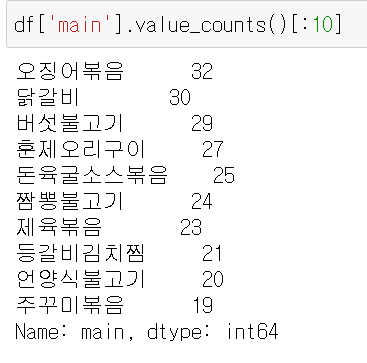 df['main'].value_counts()[:10]
오징어볶음 32
닭갈비 30
버섯불고기 29
훈제오리구이 27
돈육굴소스볶음 25
짬뽕불고기 24
제육볶음 23
등갈비김치찜 21
언양식불고기 20
주꾸미볶음 19
Name: main, dtype: int64